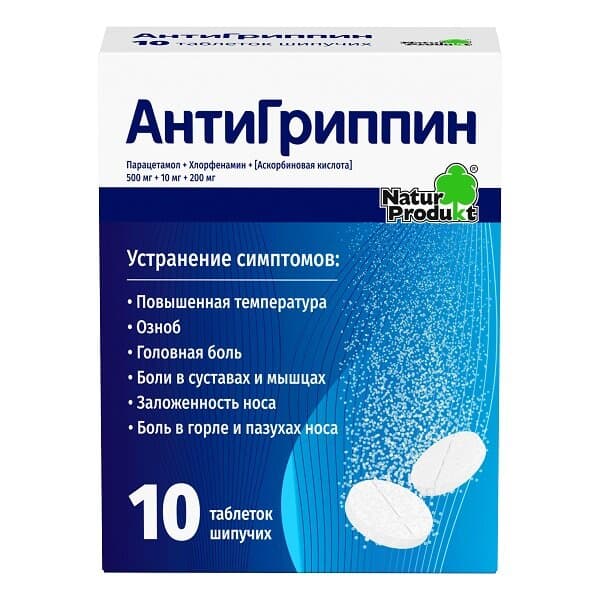 АнтиГриппин
10 таблеток шипучих
АнтиГриппин
Парацетамол + Хлорфенамин + [Аскорбиновая кислота]
500 мг + 10 мг + 200 мг
Natur
Produkt
®
Устранение симптомов:
• Повышенная температура
• Озноб
• Головная боль
• Боли в суставах и мышцах
• Заложенность носа
• Боль в горле и пазухах носа
10 таблеток
шипучих